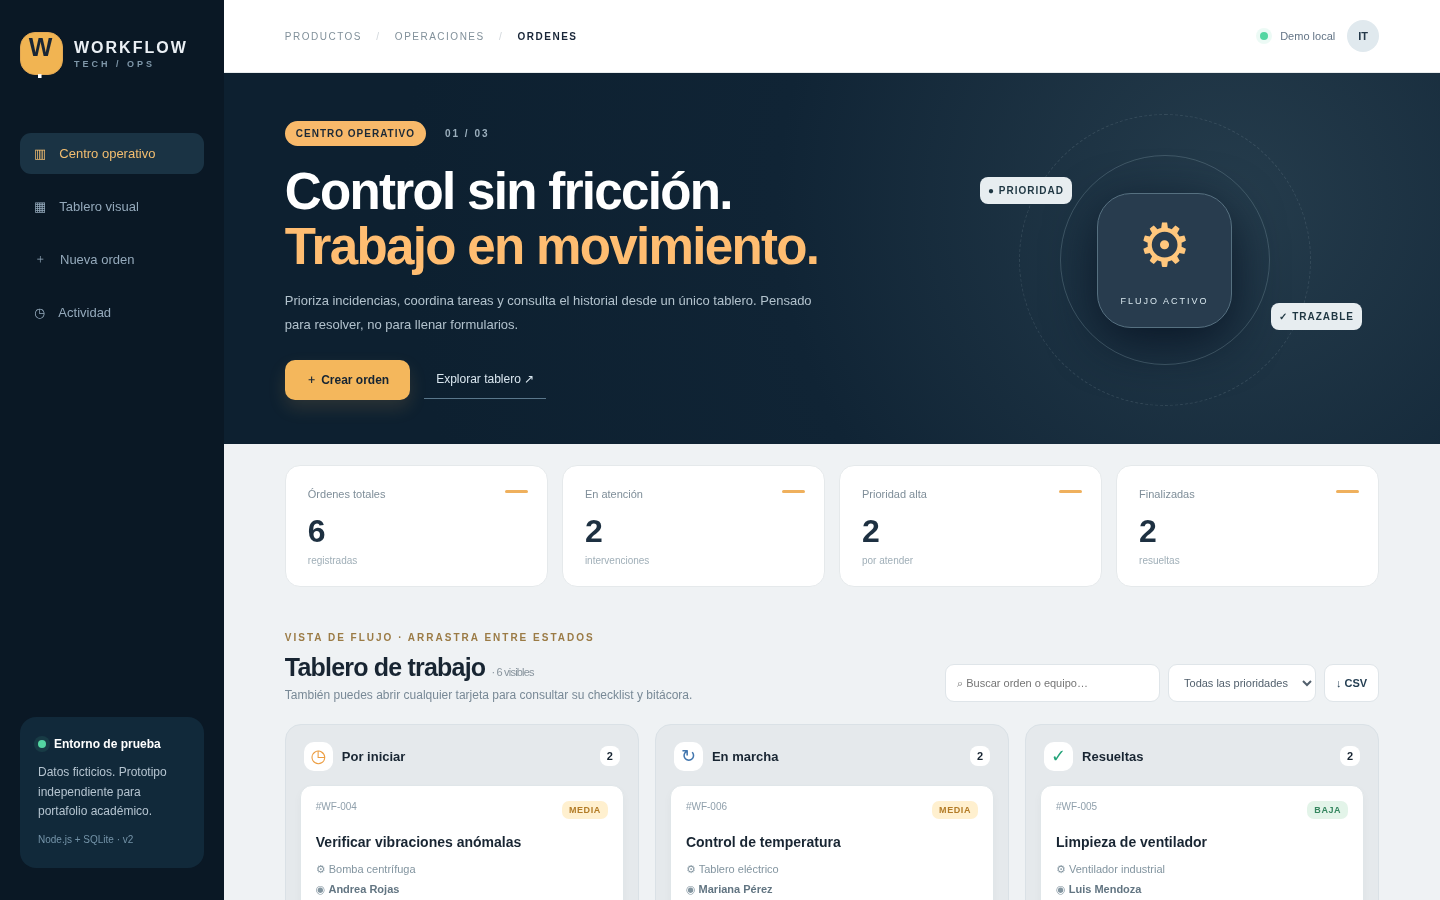 W.
WORKFLOW
TECH / OPS
Centro operativo
Tablero visual
+ Nueva orden
Actividad
Entorno de prueba
Datos ficticios. Prototipo
independiente para
portafolio académico.
Node.js + SQLite · v2
PRODUCTOS / OPERACIONES / ORDENES
Demo local
IT
CENTRO OPERATIVO
01 / 03
Control sin fricción.
Trabajo en movimiento.
Prioriza incidencias, coordina tareas y consulta el historial desde un único tablero. Pensado
para resolver, no para llenar formularios.
+ Crear orden
Explorar tablero ↗
● PRIORIDAD
FLUJO ACTIVO
✓ TRAZABLE
Órdenes totales
6
registradas
En atención
2
intervenciones
Prioridad alta
2
por atender
Finalizadas
2
resueltas
VISTA DE FLUJO · ARRASTRA ENTRE ESTADOS
Tablero de trabajo · 6 visibles
También puedes abrir cualquier tarjeta para consultar su checklist y bitácora.
⌕ Buscar orden o equipo…
Todas las prioridades
↓ CSV
Por iniciar
2
#WF-004
MEDIA
Verificar vibraciones anómalas
⚙ Bomba centrífuga
◉ Andrea Rojas
En marcha
2
#WF-006
MEDIA
Control de temperatura
⚙ Tablero eléctrico
◉ Mariana Pérez
Resueltas
2
#WF-005
BAJA
Limpieza de ventilador
⚙ Ventilador industrial
◉ Luis Mendoza